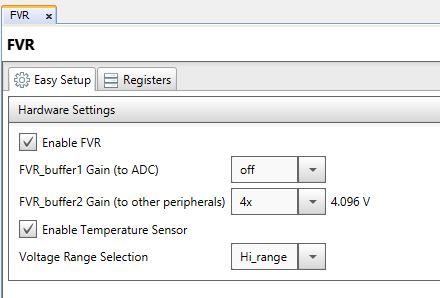 FVR x
FVR
Easy Setup Registers
Hardware Settings
Enable FVR
FVR_buffer1 Gain (to ADC) off
FVR_buffer2 Gain (to other peripherals) 4x 4.096 V
Enable Temperature Sensor
Voltage Range Selection Hi_range